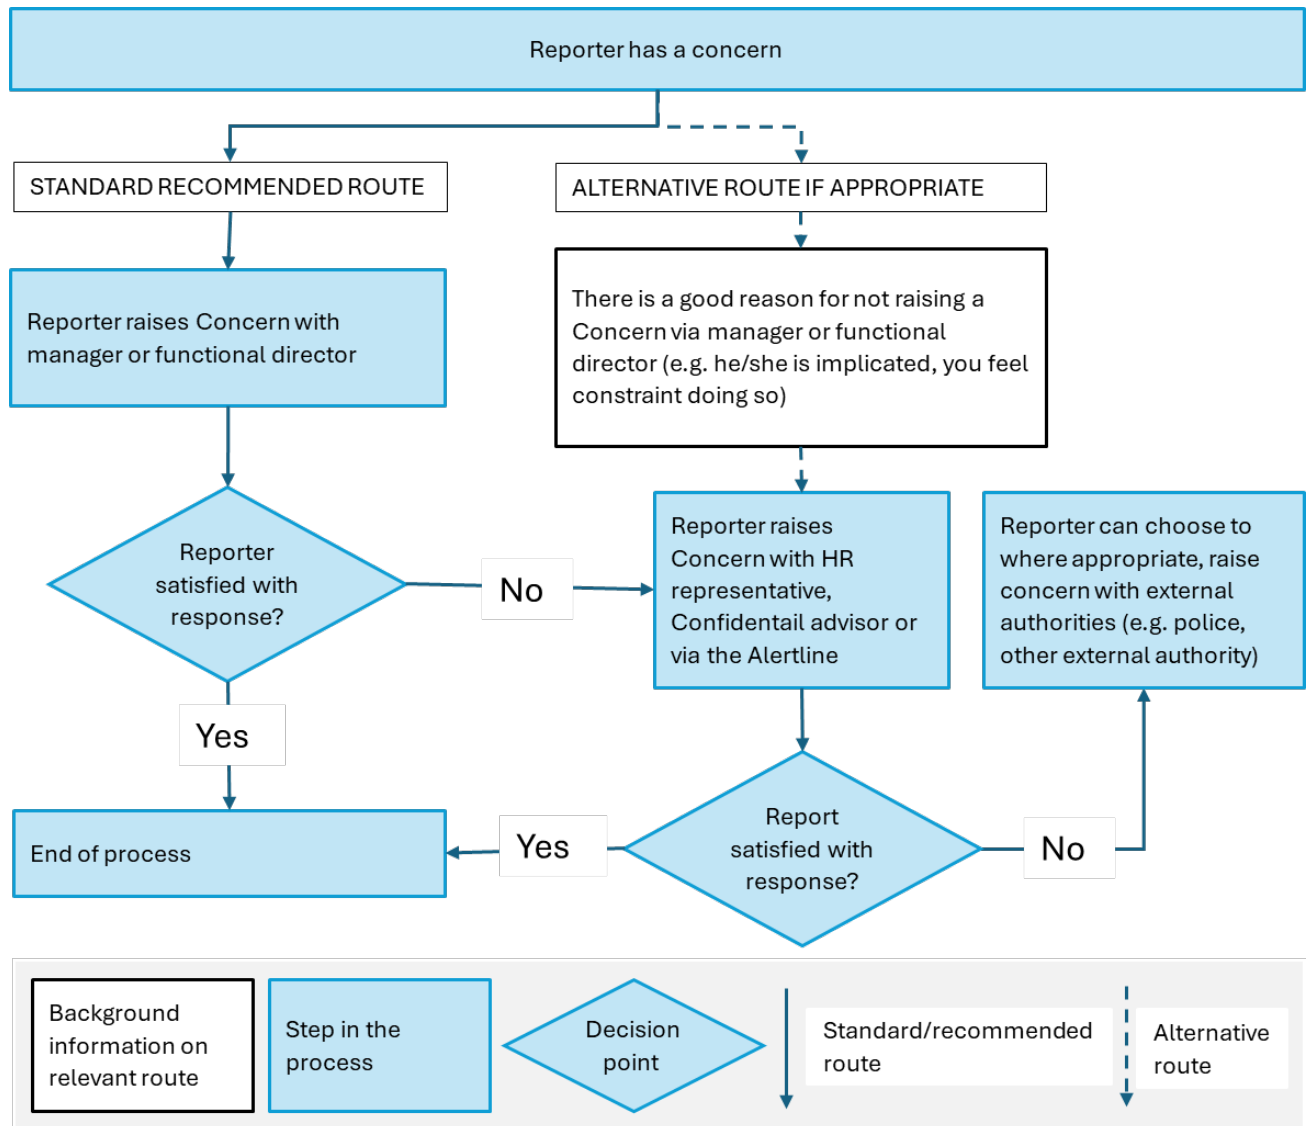 Reporter has a concern
STANDARD RECOMMENDED ROUTE
ALTERNATIVE ROUTE IF APPROPRIATE
Reporter raises Concern with
manager or functional director
There is a good reason for not raising a
Concern via manager or functional
director (e.g. he/she is implicated, you feel
constraint doing so)
Reporter
satisfied with
response?
No
Reporter raises
Concern with HR
representative,
Confidentail advisor or
via the Alertline
Reporter can choose to
where appropriate, raise
concern with external
authorities (e.g. police,
other external authority)
Yes
End of process
Yes
Report
satisfied with
response?
No
Background
information on
relevant route
Step in the
process
Decision
point
Standard/recommended
route
Alternative
route